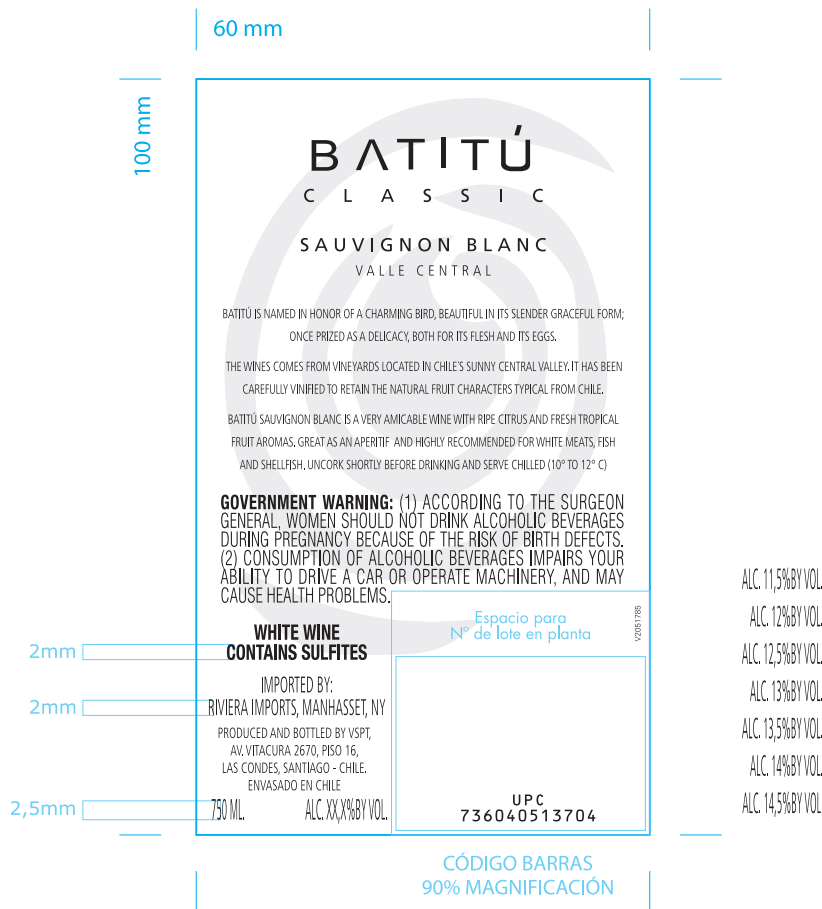 60 mm
100 mm
BATITÚ
CLASSIC
SAUVIGNON BLANC
VALLE CENTRAL
BATITÚ IS NAMED IN HONOR OF A CHARMING BIRD, BEAUTIFUL IN ITS SLENDER GRACEFUL FORM;
ONCE PRIZED AS A DELICACY, BOTH FOR ITS FLESH AND ITS EGGS.
THE WINES COMES FROM VINEYARDS LOCATED IN CHILE'S SUNNY CENTRAL VALLEY. IT HAS BEEN
CAREFULLY VINIFIED TO RETAIN THE NATURAL FRUIT CHARACTERS TYPICAL FROM CHILE.
BATITÚ SAUVIGNON BLANC IS A VERY AMICABLE WINE WITH RIPE CITRUS AND FRESH TROPICAL
FRUIT AROMAS. GREAT AS AN APERITIF AND HIGHLY RECOMMENDED FOR WHITE MEATS, FISH
AND SHELLFISH. UNCORK SHORTLY BEFORE DRINKING AND SERVE CHILLED (10° TO 12° C)
GOVERNMENT WARNING: (1) ACCORDING TO THE SURGEON
GENERAL, WOMEN SHOULD NOT DRINK ALCOHOLIC BEVERAGES
DURING PREGNANCY BECAUSE OF THE RISK OF BIRTH DEFECTS.
(2) CONSUMPTION OF ALCOHOLIC BEVERAGES IMPAIRS YOUR
ABILITY TO DRIVE A CAR OR OPERATE MACHINERY, AND MAY
CAUSE HEALTH PROBLEMS.
Espacio para
Nº de lote en planta
V2051785
WHITE WINE
CONTAINS SULFITES
2mm
IMPORTED BY:
RIVIERA IMPORTS, MANHASSET, NY
2mm
PRODUCED AND BOTTLED BY VSPT,
AV. VITACURA 2670, PISO 16,
LAS CONDES, SANTIAGO - CHILE.
ENVASADO EN CHILE
2,5mm
750 ML. ALC. XX,X%BY VOL.
UPC
736040513704
CÓDIGO BARRAS
90% MAGNIFICACIÓN
ALC. 11,5%BY VOL.
ALC. 12%BY VOL.
ALC. 12,5%BY VOL.
ALC. 13%BY VOL.
ALC. 13,5%BY VOL.
ALC. 14%BY VOL.
ALC. 14,5%BY VOL